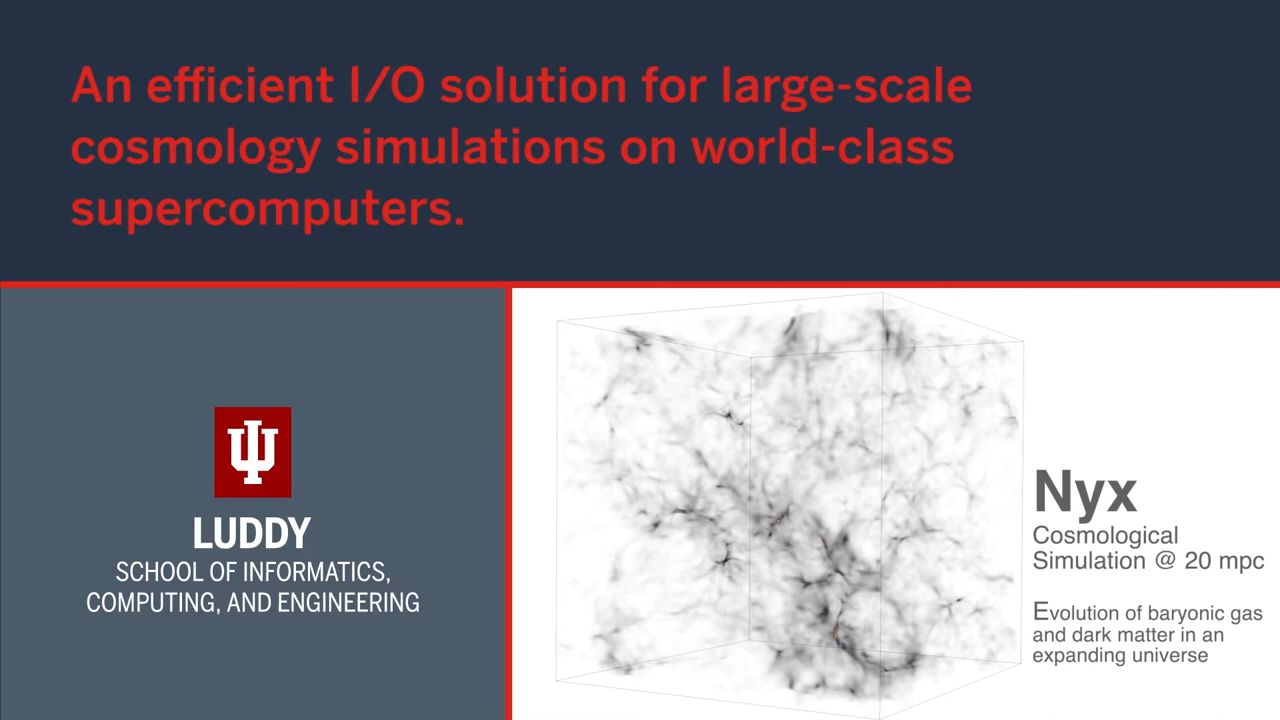 An efficient I/O solution for large-scale
cosmology simulations on world-class
supercomputers.
LUDDY
SCHOOL OF INFORMATICS,
COMPUTING, AND ENGINEERING
Nyx
Cosmological
Simulation @ 20 mpc
Evolution of baryonic gas
and dark matter in an
expanding universe